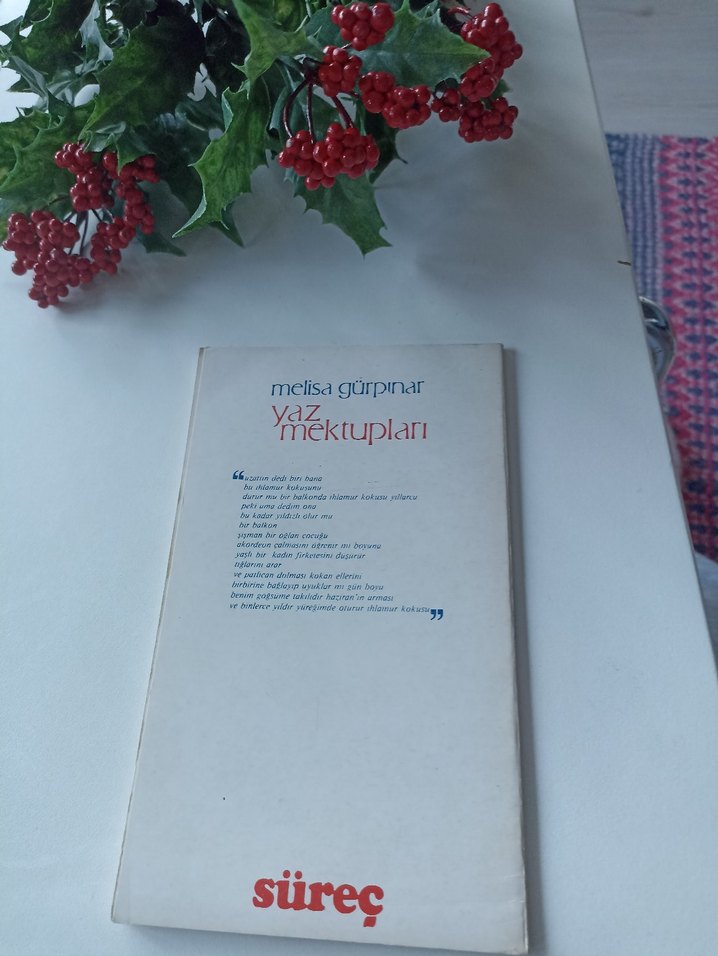 melisa gürpınar
yaz
mektupları
“uzattın dedi biri bana
bu ıhlamur kokusunu
durur mu bir balkonda ıhlamur kokusu yıllarca
peki ama dedim ona
bu kadar yıldızlı olur mu
bir balkon
şişman bir oğlan çocuğu
akordeon çalmasını öğrenir mi boyuna
yaşlı bir kadın firketesini düşürür
tığlarını arar
ve patlıcan dolması kokan ellerini
birbirine bağlayıp uyuklar mı gün boyu
benim göğsüme takılıdır haziran'ın arması
ve binlerce yıldır yüreğimde oturur ıhlamur kokusu”
süreç